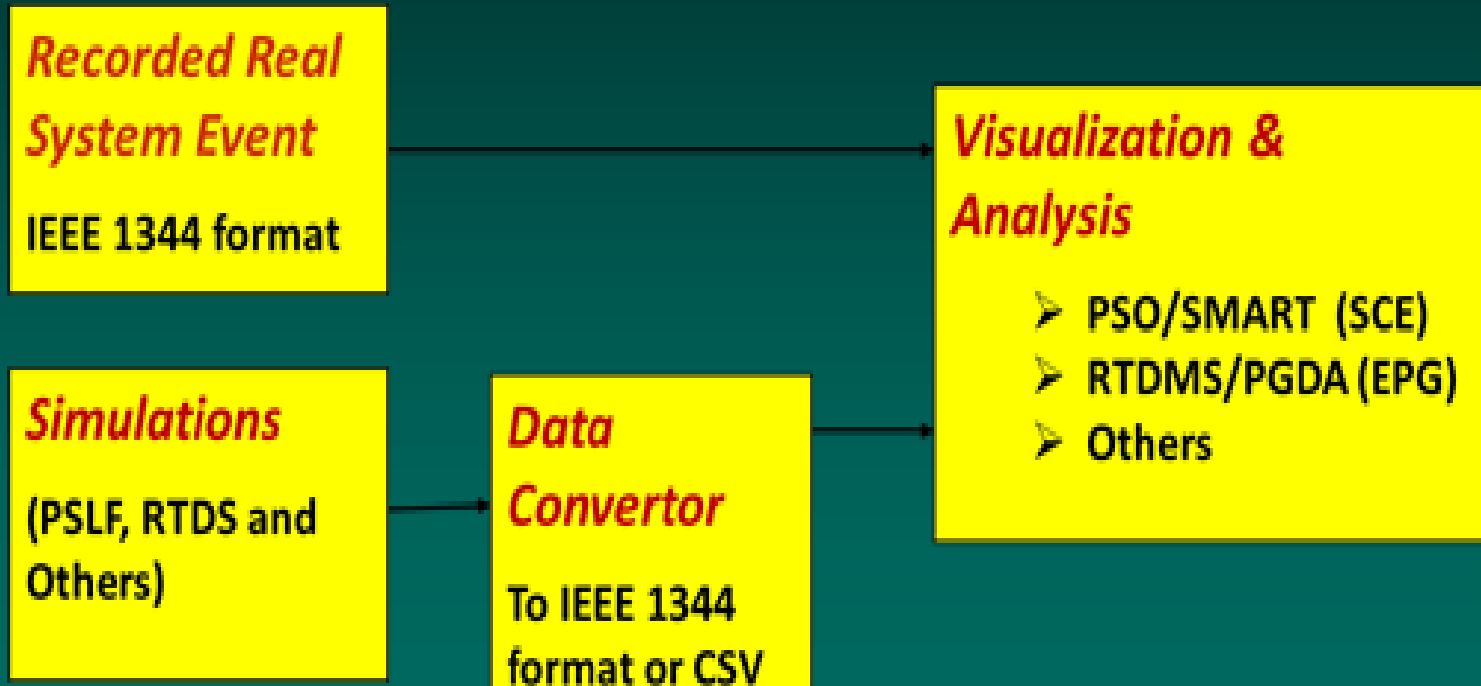 Recorded Real
System Event
IEEE 1344 format
Simulations
(PSLF, RTDS and
Others)
Data
Convertor
To IEEE 1344
format or CSV
Visualization &
Analysis
➢ PSO/SMART (SCE)
➢ RTDMS/PGDA (EPG)
➢ Others